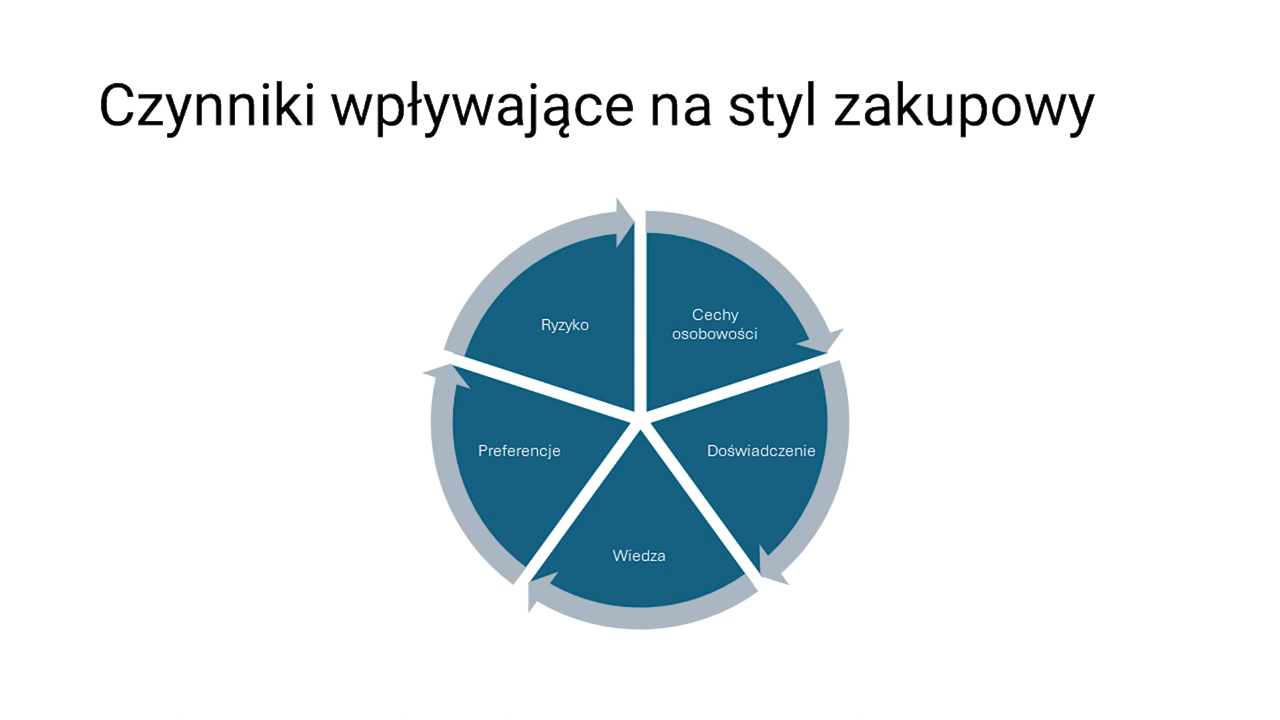 Czynniki wpływające na styl zakupowy
Cechy
osobowości
Doświadczenie
Wiedza
Preferencje
Ryzyko